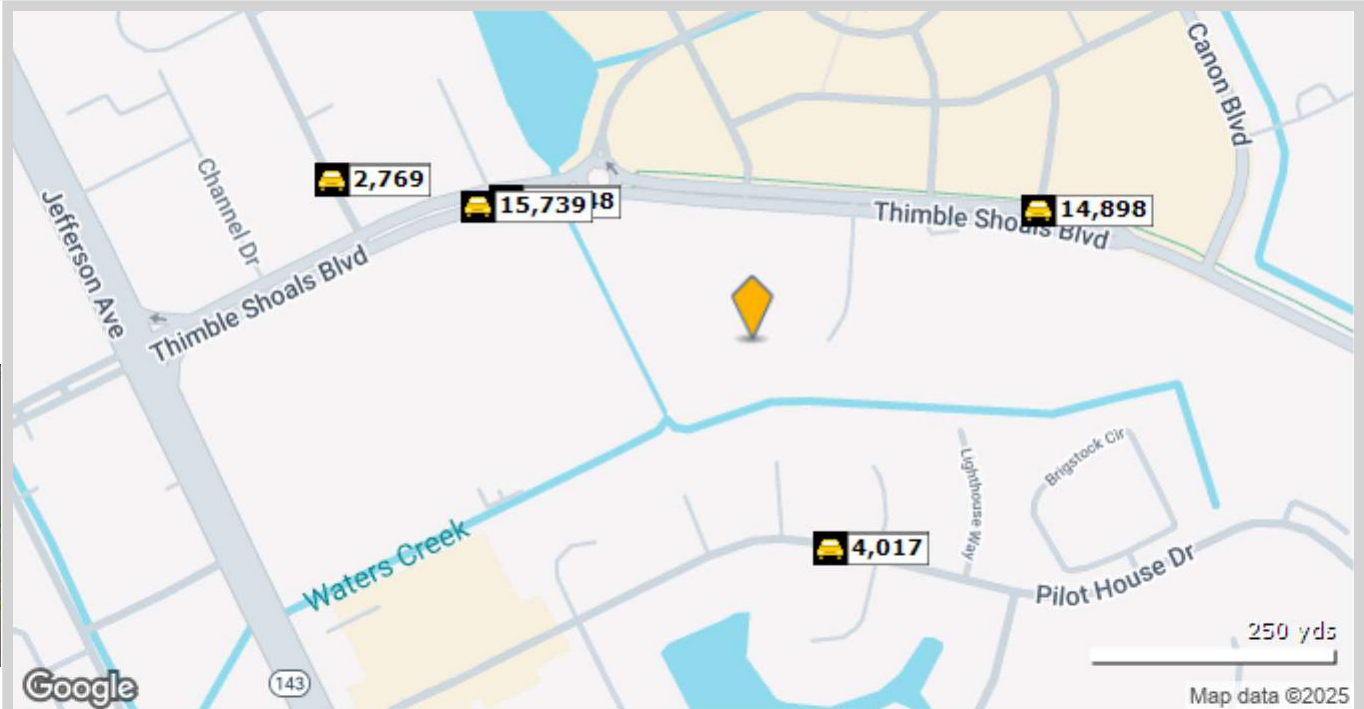 Canon Blvd
Channel Dr
2,769
Jefferson Ave
15,739
48
14,898
Thimble Shoals Blvd
Thimble Shoals Blvd
Lighthouse Way
Brigstock Cir
Waters Creek
4,017
Pilot House Dr
250 yds
Google
143
Map data ©2025